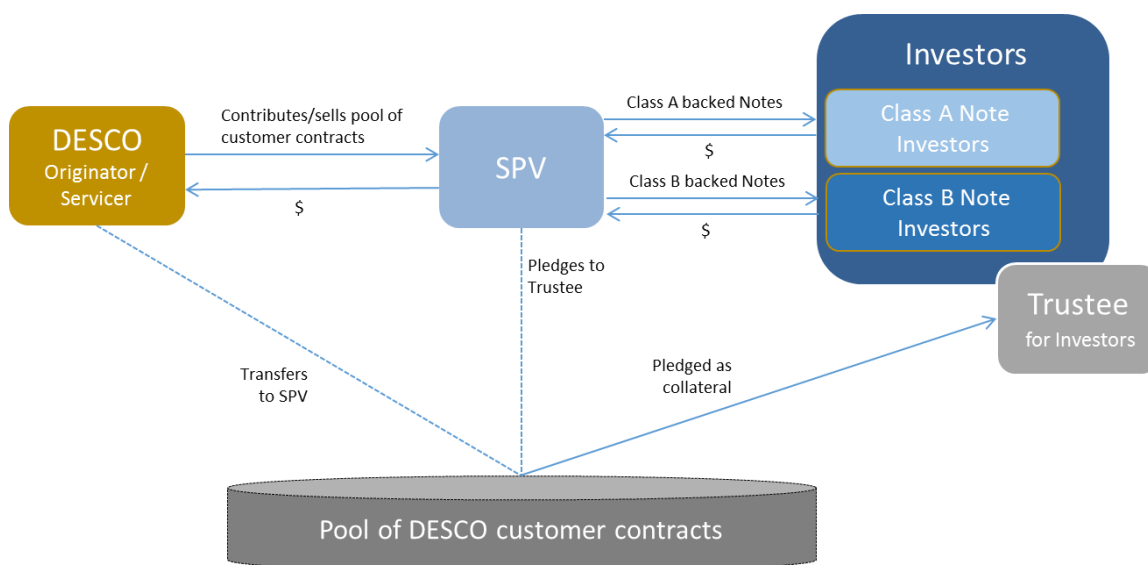 Investors
DESCO
Originator /
Servicer
Contributes/sells pool of
customer contracts
$
SPV
Class A backed Notes
$
Class B backed Notes
$
Class A Note
Investors
Class B Note
Investors
Trustee
for Investors
Pledges to
Trustee
Transfers
to SPV
Pledged as
collateral
Pool of DESCO customer contracts